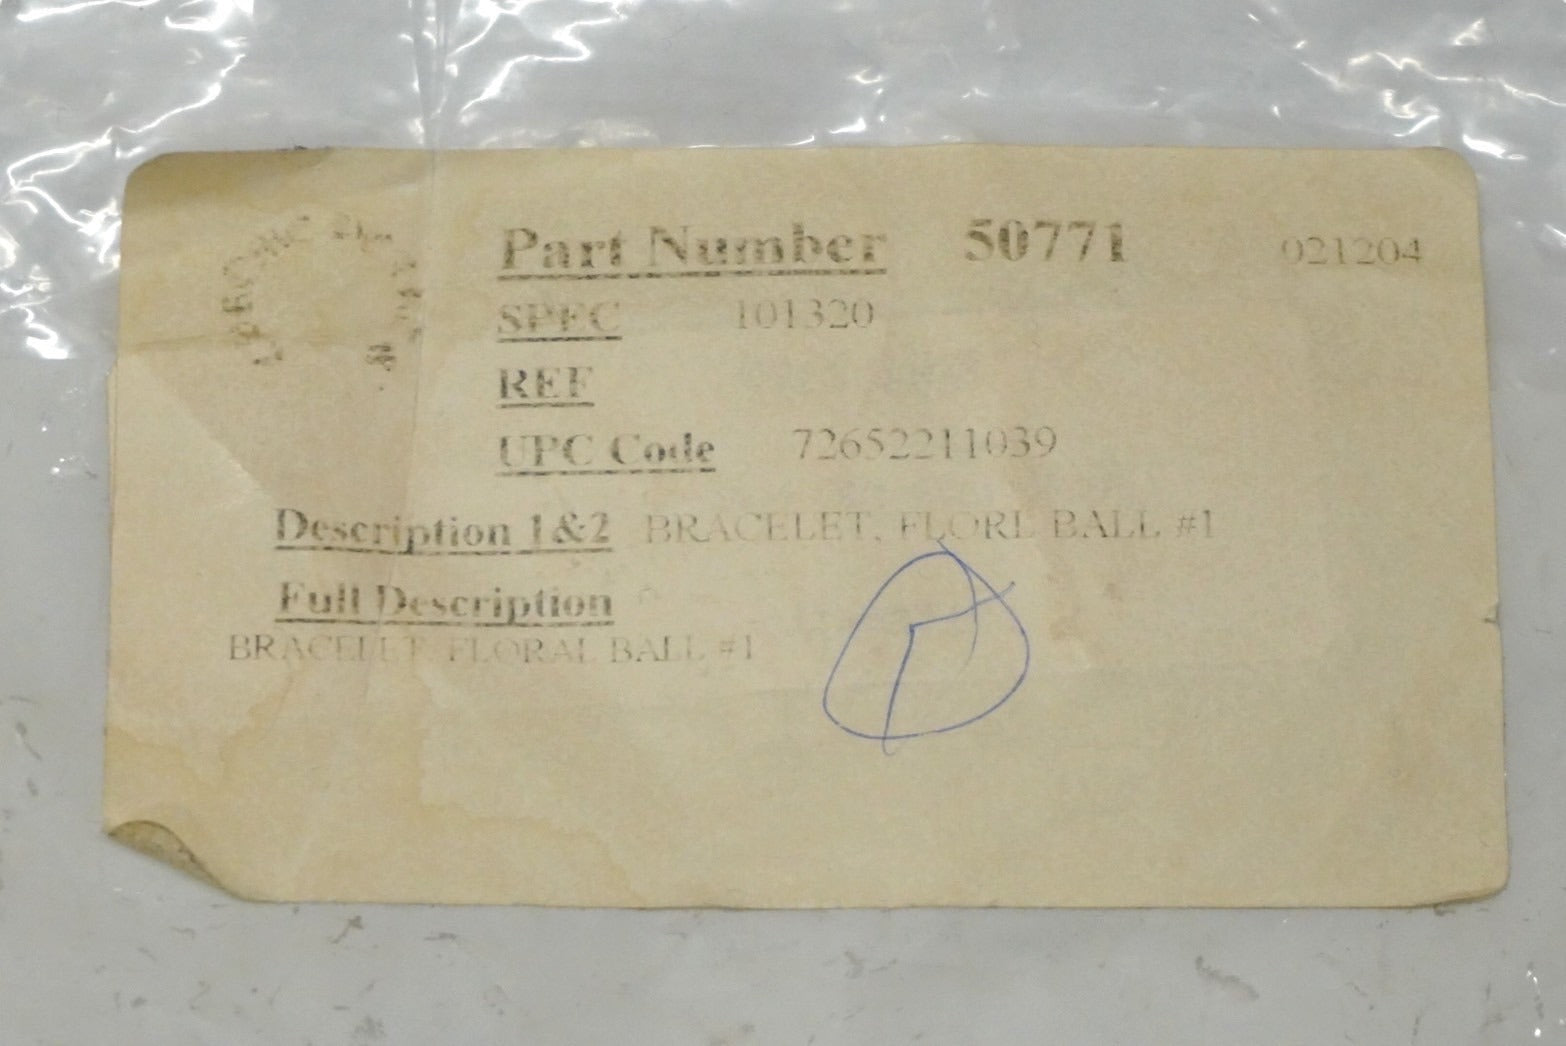 Part Number 50771 021204
SPEC 101320
REF
UPC Code 72652211039
Description 1&2 BRACELET, FLORL BALL #1
Full Description
BRACELET FLORAL BALL #1
P